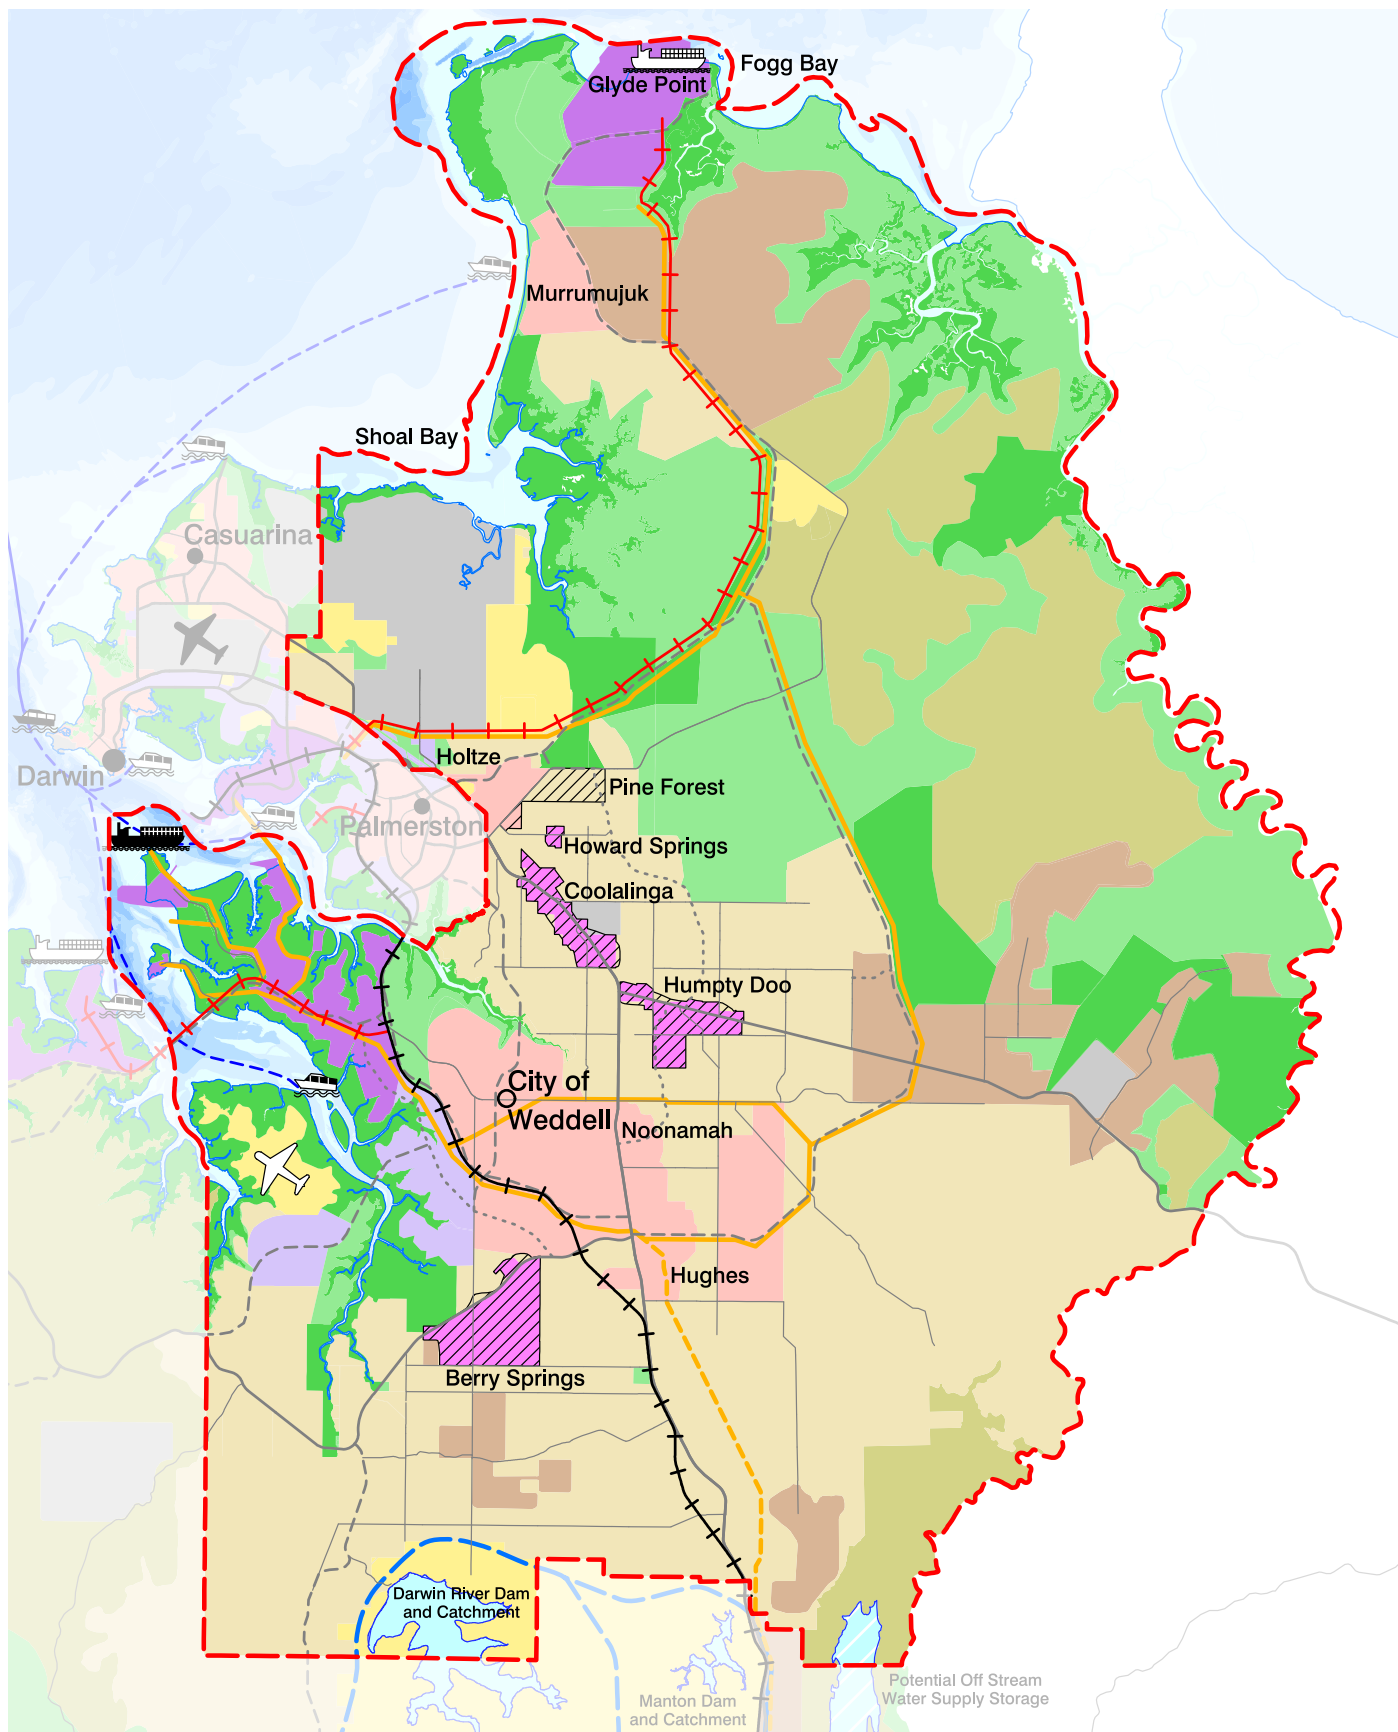 Fogg Bay
Glyde Point
Murrumujuk
Shoal Bay
Casuarina
Holtze
Darwin
Pine Forest
Palmerston
Howard Springs
Coolalinga
Humpty Doo
City of
Weddell
Noonamah
Hughes
Berry Springs
Darwin River Dam
and Catchment
Potential Off Stream
Water Supply Storage
Manton Dam
and Catchment